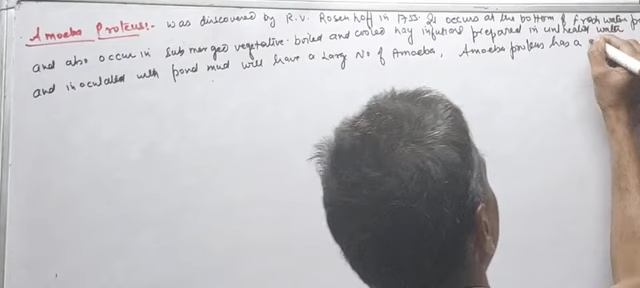 Amoeba Proteus:- was discovered by R.V. Rosenhoff in 1755. It occurs at the bottom of fresh water
and also occur in submerged vegetative. boiled and cooled hay infusions prepared in water
and inoculated with pond mud will have a Large No of Amoeba. Amoeba proteus has a